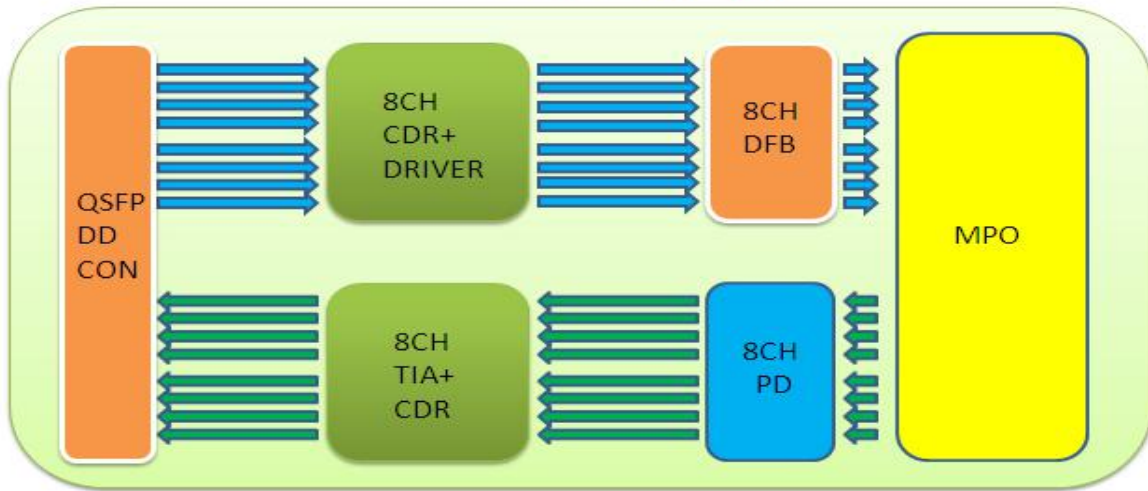 QSFP
DD
CON
8CH
CDR+
DRIVER
8CH
DFB
MPO
8CH
TIA+
CDR
8CH
PD